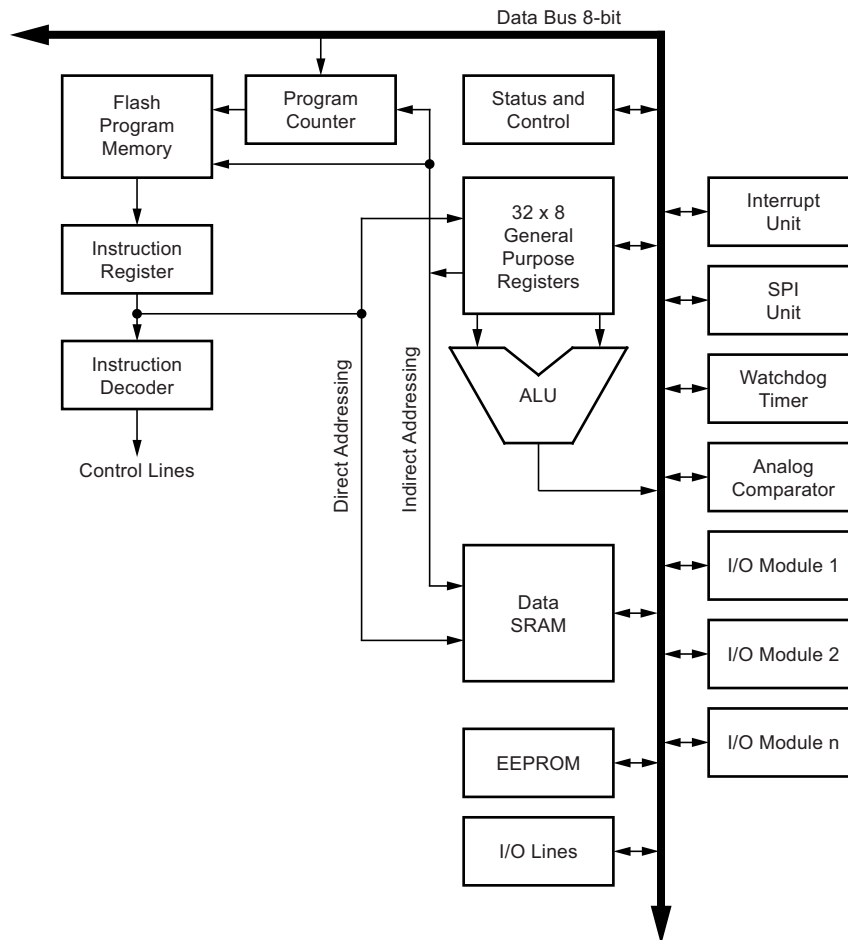 Data Bus 8-bit
Flash
Program
Memory
Program
Counter
Status and
Control
32 x 8
General
Purpose
Registers
Interrupt
Unit
Instruction
Register
SPI
Unit
Instruction
Decoder
Direct Addressing
Indirect Addressing
ALU
Watchdog
Timer
Control Lines
Analog
Comparator
Data
SRAM
I/O Module 1
I/O Module 2
EEPROM
I/O Module n
I/O Lines